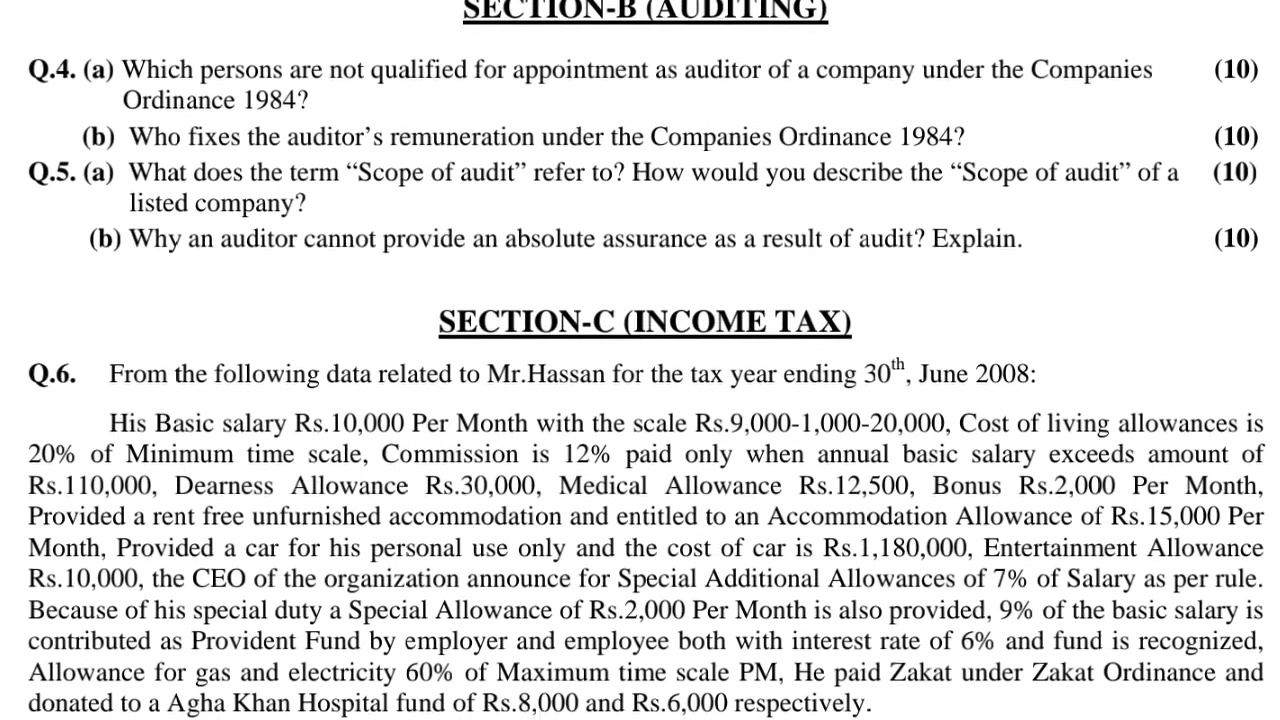 SECTION-B (AUDITING)
Q.4. (a) Which persons are not qualified for appointment as auditor of a company under the Companies (10)
Ordinance 1984?
(b) Who fixes the auditor’s remuneration under the Companies Ordinance 1984? (10)
Q.5. (a) What does the term “Scope of audit” refer to? How would you describe the “Scope of audit” of a (10)
listed company?
(b) Why an auditor cannot provide an absolute assurance as a result of audit? Explain. (10)
SECTION-C (INCOME TAX)
Q.6. From the following data related to Mr.Hassan for the tax year ending 30th, June 2008:
His Basic salary Rs.10,000 Per Month with the scale Rs.9,000-1,000-20,000, Cost of living allowances is
20% of Minimum time scale, Commission is 12% paid only when annual basic salary exceeds amount of
Rs.110,000, Dearness Allowance Rs.30,000, Medical Allowance Rs.12,500, Bonus Rs.2,000 Per Month,
Provided a rent free unfurnished accommodation and entitled to an Accommodation Allowance of Rs.15,000 Per
Month, Provided a car for his personal use only and the cost of car is Rs.1,180,000, Entertainment Allowance
Rs.10,000, the CEO of the organization announce for Special Additional Allowances of 7% of Salary as per rule.
Because of his special duty a Special Allowance of Rs.2,000 Per Month is also provided, 9% of the basic salary is
contributed as Provident Fund by employer and employee both with interest rate of 6% and fund is recognized,
Allowance for gas and electricity 60% of Maximum time scale PM, He paid Zakat under Zakat Ordinance and
donated to a Agha Khan Hospital fund of Rs.8,000 and Rs.6,000 respectively.